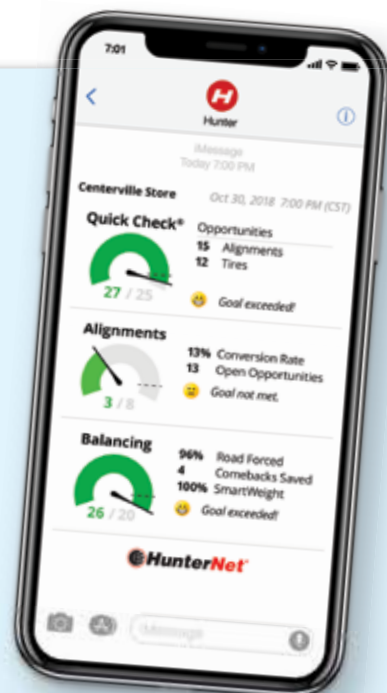 7:01
H
Hunter
iMessage
Today 7:00 PM
Centerville Store Oct 30, 2018 7:00 PM (CST)
Quick Check® Opportunities
15 Alignments
12 Tires
27 / 25
Goal exceeded!
Alignments
13% Conversion Rate
13 Open Opportunities
3 / 8
Goal not met.
Balancing
96% Road Forced
4 Comebacks Saved
100% SmartWeight
26 / 20
Goal exceeded!
HunterNet®
iMessage